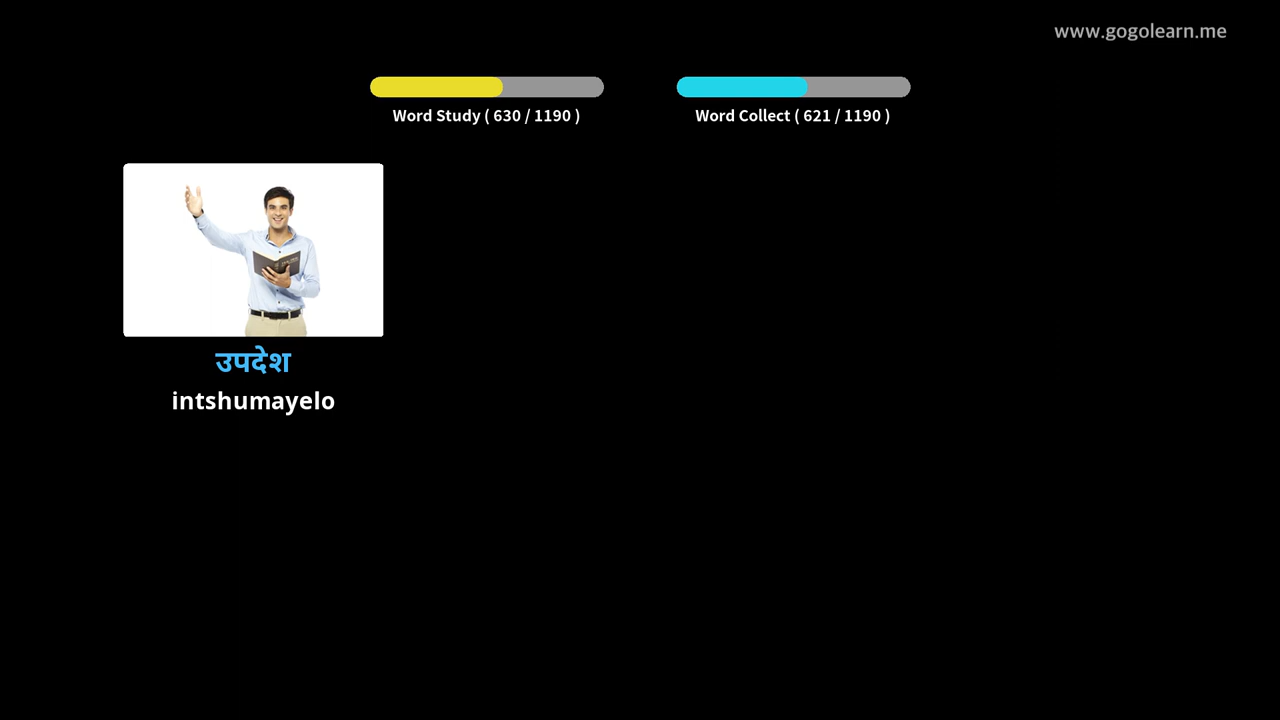 www.gogolearn.me
Word Study ( 630 / 1190 )
Word Collect ( 621 / 1190 )
उपदेश
intshumayelo